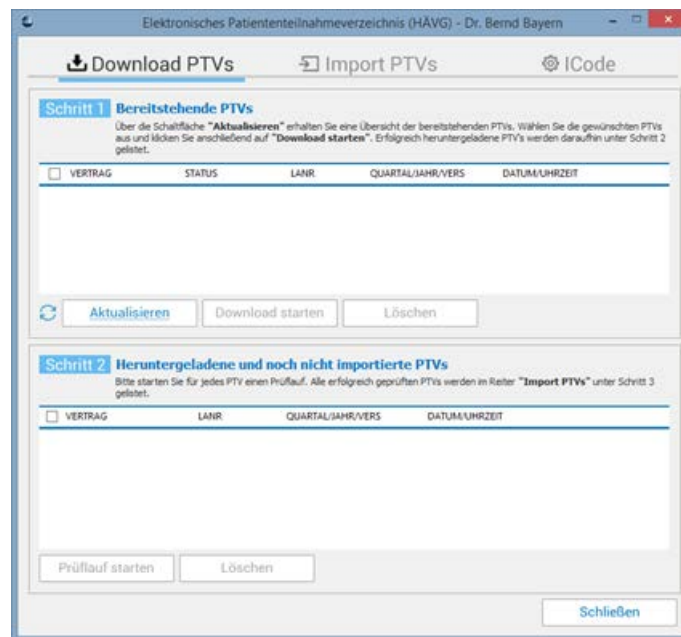 Elektronisches Patiententeilnahmeverzeichnis (HÄVG) - Dr. Bernd Bayern
Download PTVs
Import PTVs
ICode
Schritt 1 Bereitstehende PTVs
Über die Schaltfläche "Aktualisieren" erhalten Sie eine Übersicht der bereitstehenden PTVs. Wählen Sie die gewünschten PTVs
aus und klicken Sie anschließend auf "Download starten". Erfolgreich heruntergeladene PTV's werden daraufhin unter Schritt 2
gelistet.
VERTRAG STATUS LANR QUARTAL/JAHR/VERS DATUM/UHRZEIT
Aktualisieren Download starten Löschen
Schritt 2 Heruntergeladene und noch nicht importierte PTVs
Bitte starten Sie für jedes PTV einen Prüflauf. Alle erfolgreich geprüften PTVs werden im Reiter "Import PTVs" unter Schritt 3
gelistet.
VERTRAG LANR QUARTAL/JAHR/VERS DATUM/UHRZEIT
Prüflauf starten Löschen
Schließen